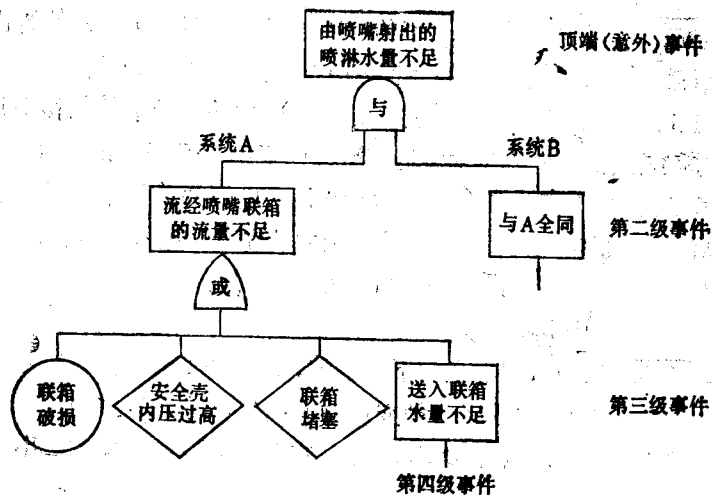 由喷嘴射出的
喷淋水量不足
顶端(意外)事件
与
系统A
系统B
流经喷嘴联箱
的流量不足
与A全同
第二级事件
或
联箱
破损
安全壳
内压过高
联箱
堵塞
送入联箱
水量不足
第三级事件
第四级事件